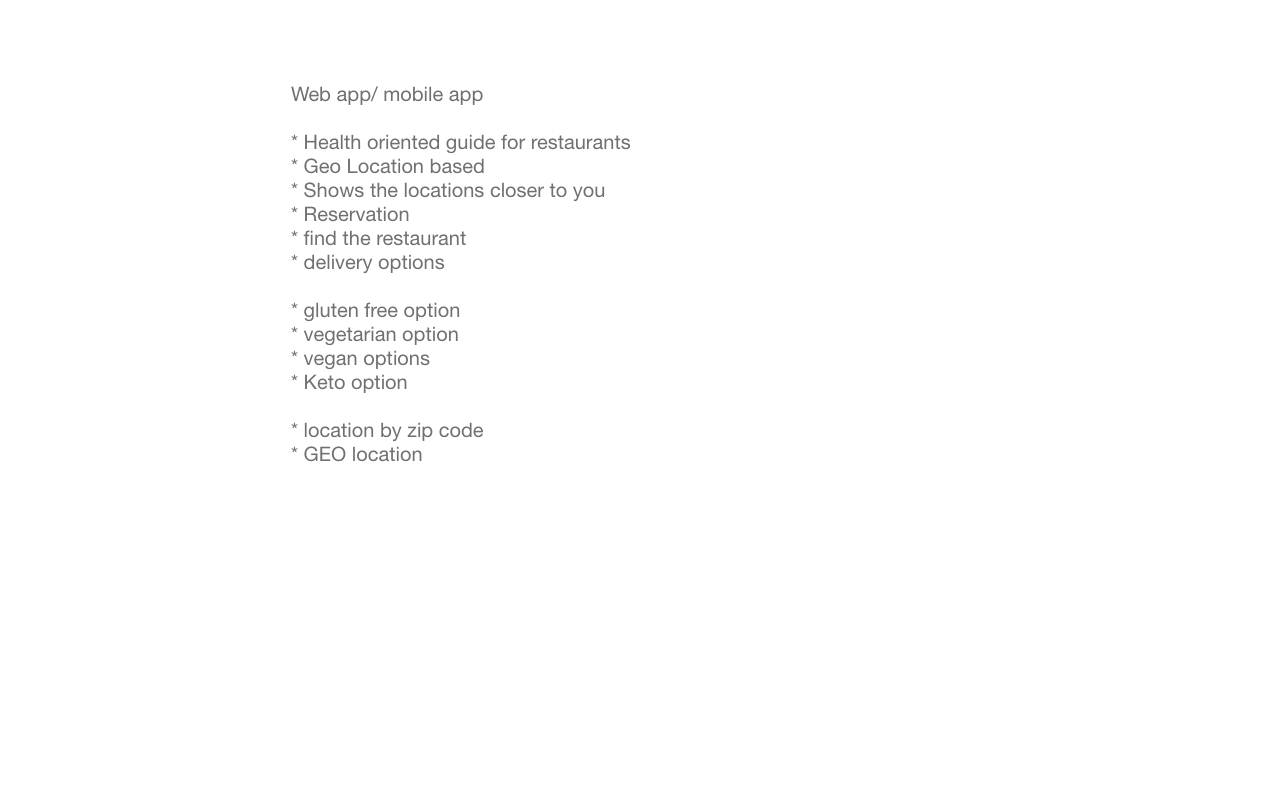 Web app/ mobile app
* Health oriented guide for restaurants
* Geo Location based
* Shows the locations closer to you
* Reservation
* find the restaurant
* delivery options
* gluten free option
* vegetarian option
* vegan options
* Keto option
* location by zip code
* GEO location